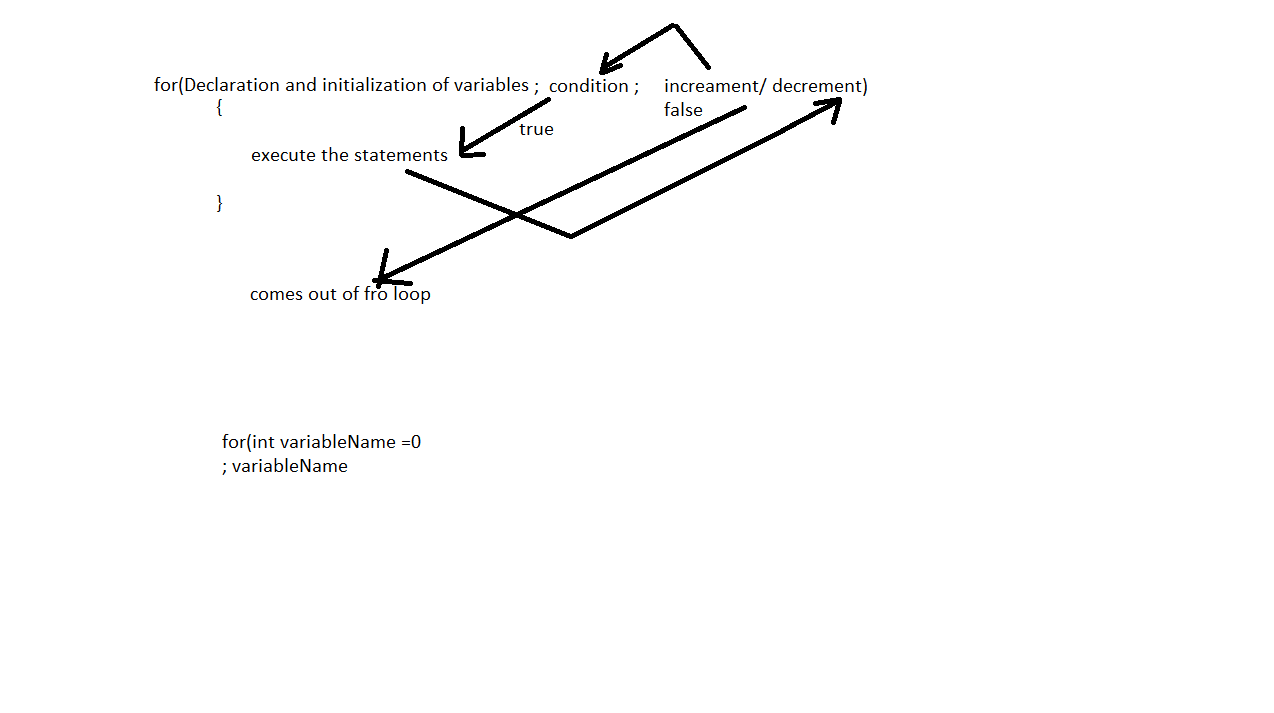 for(Declaration and initialization of variables ; condition ; increament/ decrement)
{
false
true
execute the statements
}
comes out of fro loop
for(int variableName =0
; variableName